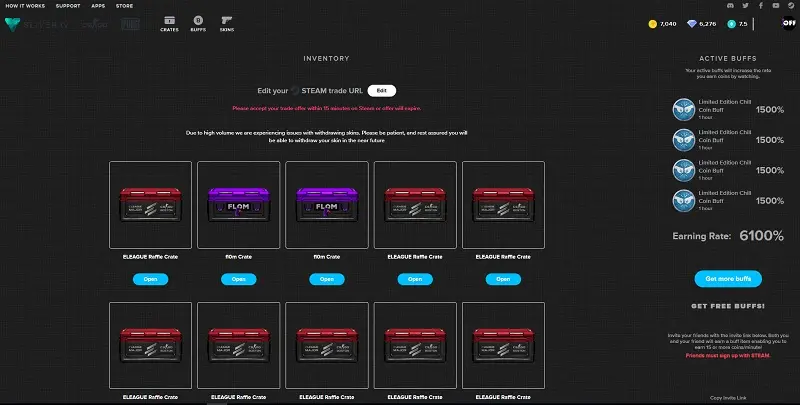 HOW IT WORKS SUPPORT APPS STORE
CRATES BUFFS SKINS
7,040 6,276 7.5 OFF
INVENTORY
Edit your STEAM trade URL Edit
Please accept your trade offer within 15 minutes on Steam or offer will expire.
Due to high volume we are experiencing issues with withdrawing skins. Please be patient, and rest assured you will
be able to withdraw your skin in the near future
FLOM FLOM
ELEAGUE Raffle Crate fl0m Crate fl0m Crate ELEAGUE Raffle Crate ELEAGUE Raffle Crate
Open Open Open Open Open
ELEAGUE Raffle Crate ELEAGUE Raffle Crate ELEAGUE Raffle Crate ELEAGUE Raffle Crate ELEAGUE Raffle Crate
ACTIVE BUFFS
Your active buffs will increase the rate
you earn coins by watching.
Limited Edition Chill
Coin Buff 1500%
1 hour
Limited Edition Chill
Coin Buff 1500%
1 hour
Limited Edition Chill
Coin Buff 1500%
1 hour
Limited Edition Chill
Coin Buff 1500%
1 hour
Earning Rate: 6100%
Get more buffs
GET FREE BUFFS!
Invite your friends with the invite link below. Both you
and your friend will earn a buff item enabling you to
earn 15 or more coins/minute!
Friends must sign up with STEAM.
Copy Invite Link